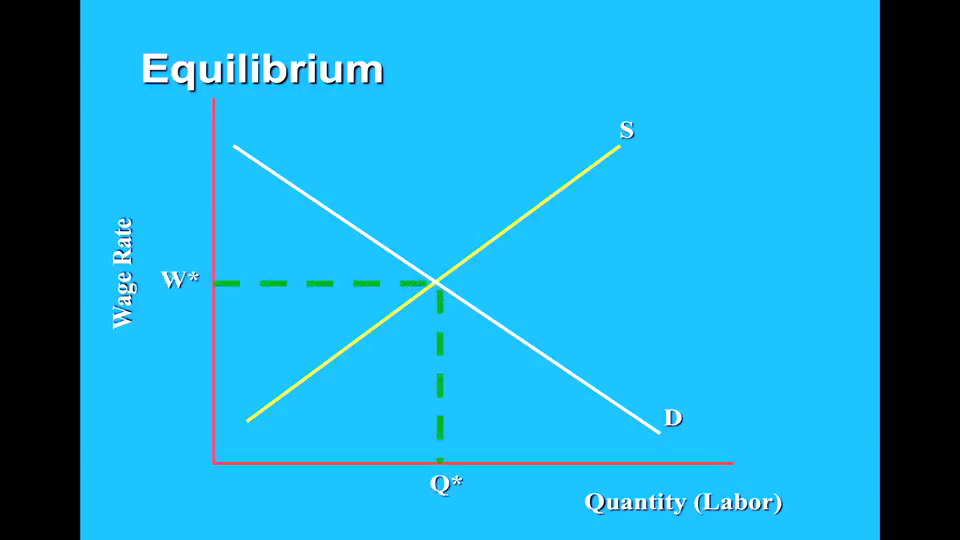 Equilibrium
S
Wage Rate
W*
D
Q*
Quantity (Labor)